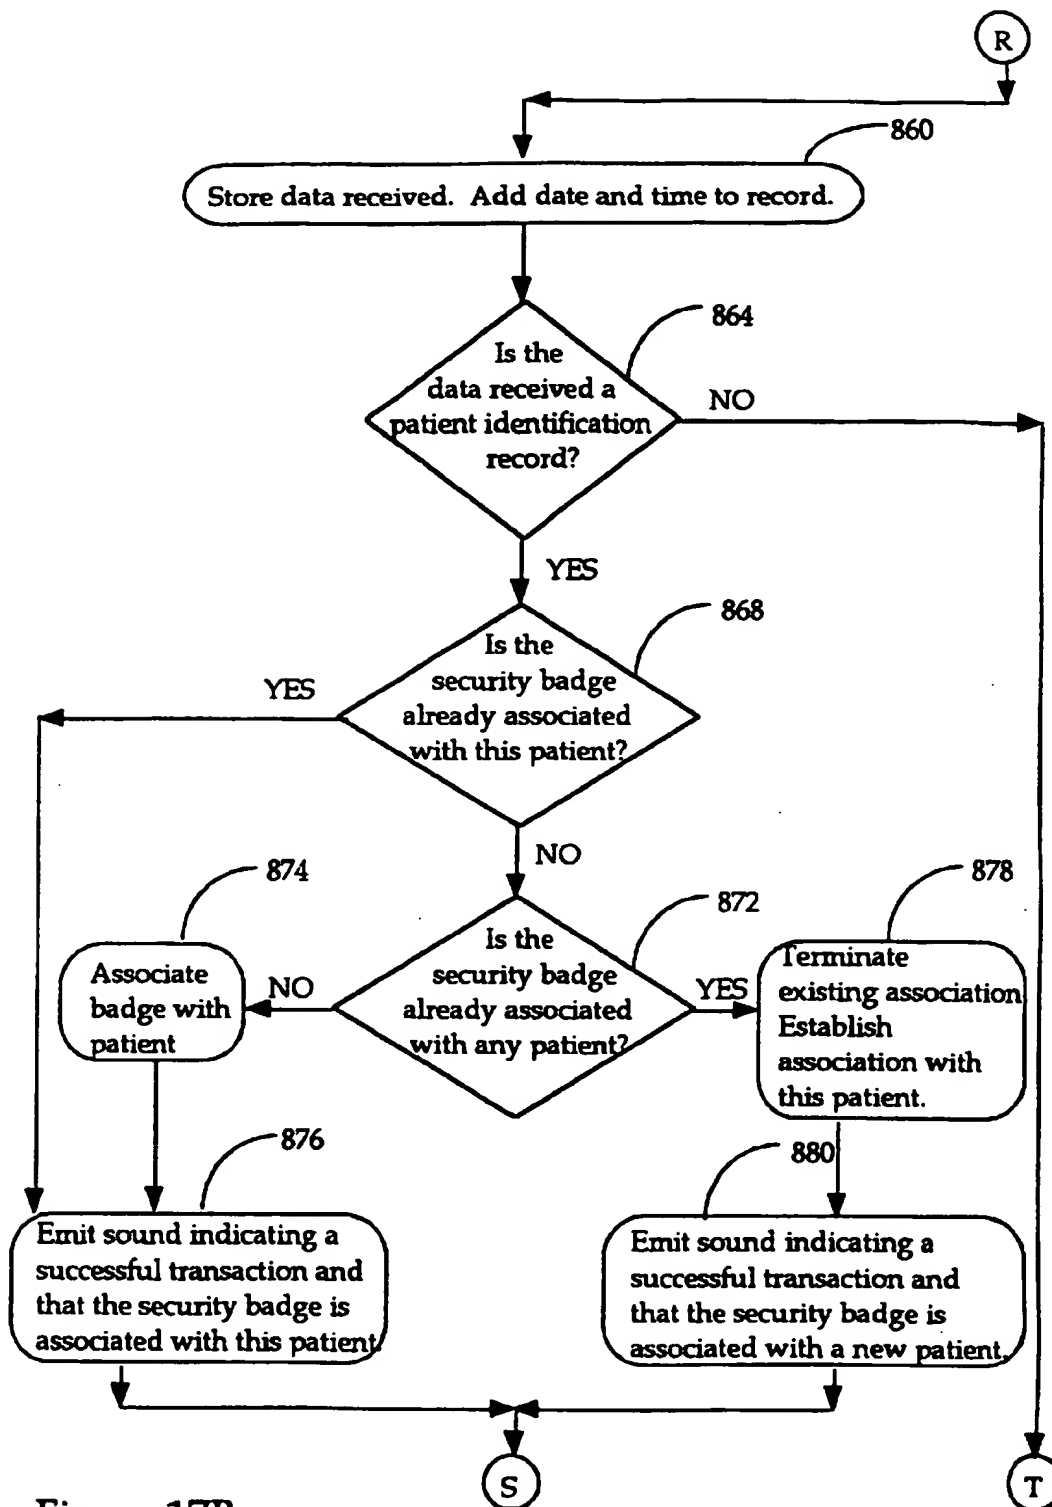 R
860
Store data received. Add date and time to record.
864
Is the
data received a
patient identification
record?
NO
YES
868
Is the
security badge
already associated
with this patient?
YES
NO
874
872
878
Associate
badge with
patient
NO
Is the
security badge
already associated
with any patient?
YES
Terminate
existing association
Establish
association with
this patient.
876
880
Emit sound indicating a
successful transaction and
that the security badge is
associated with this patient
Emit sound indicating a
successful transaction and
that the security badge is
associated with a new patient.
S
T